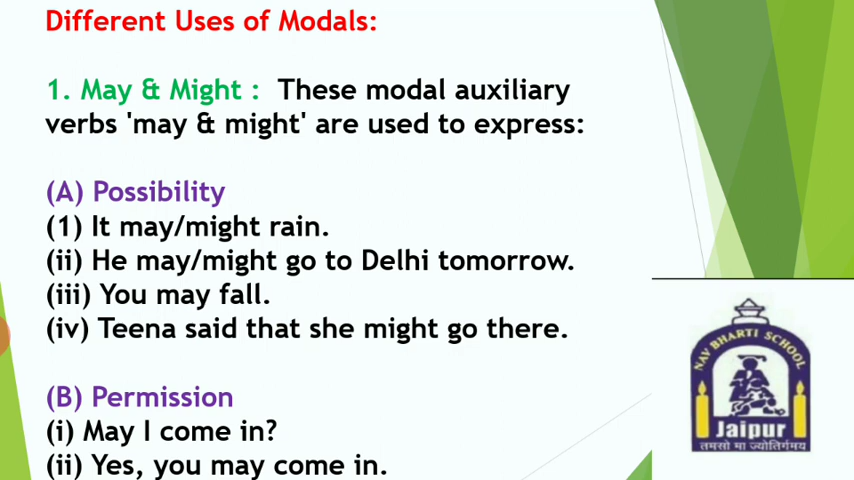 Different Uses of Modals:
1. May & Might : These modal auxiliary
verbs 'may & might' are used to express:
(A) Possibility
(1) It may/might rain.
(ii) He may/might go to Delhi tomorrow.
(iii) You may fall.
(iv) Teena said that she might go there.
(B) Permission
(i) May I come in?
(ii) Yes, you may come in.
NAV BHARTI SCHOOL
Jaipur
तमसो मा ज्योतिर्गमय